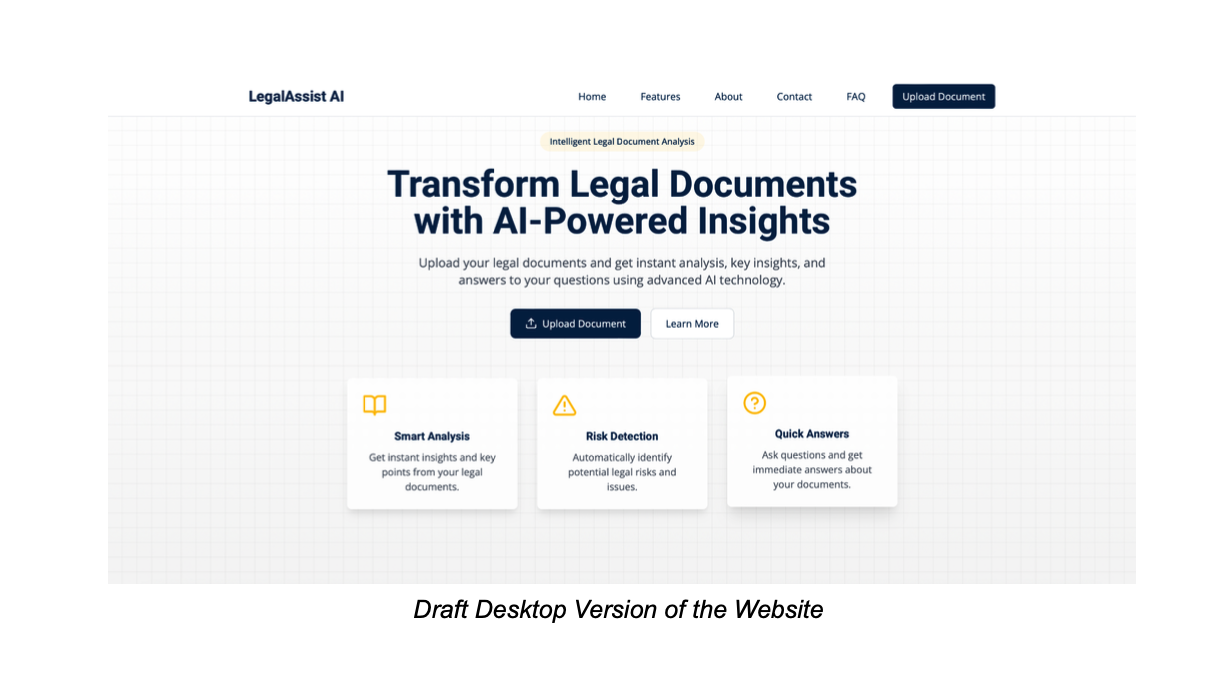 LegalAssist AI
Home
Features
About
Contact
FAQ
Upload Document
Intelligent Legal Document Analysis
Transform Legal Documents
with AI-Powered Insights
Upload your legal documents and get instant analysis, key insights, and
answers to your questions using advanced AI technology.
Upload Document
Learn More
Smart Analysis
Get instant insights and key
points from your legal
documents.
Risk Detection
Automatically identify
potential legal risks and
issues.
Quick Answers
Ask questions and get
immediate answers about
your documents.
Draft Desktop Version of the Website